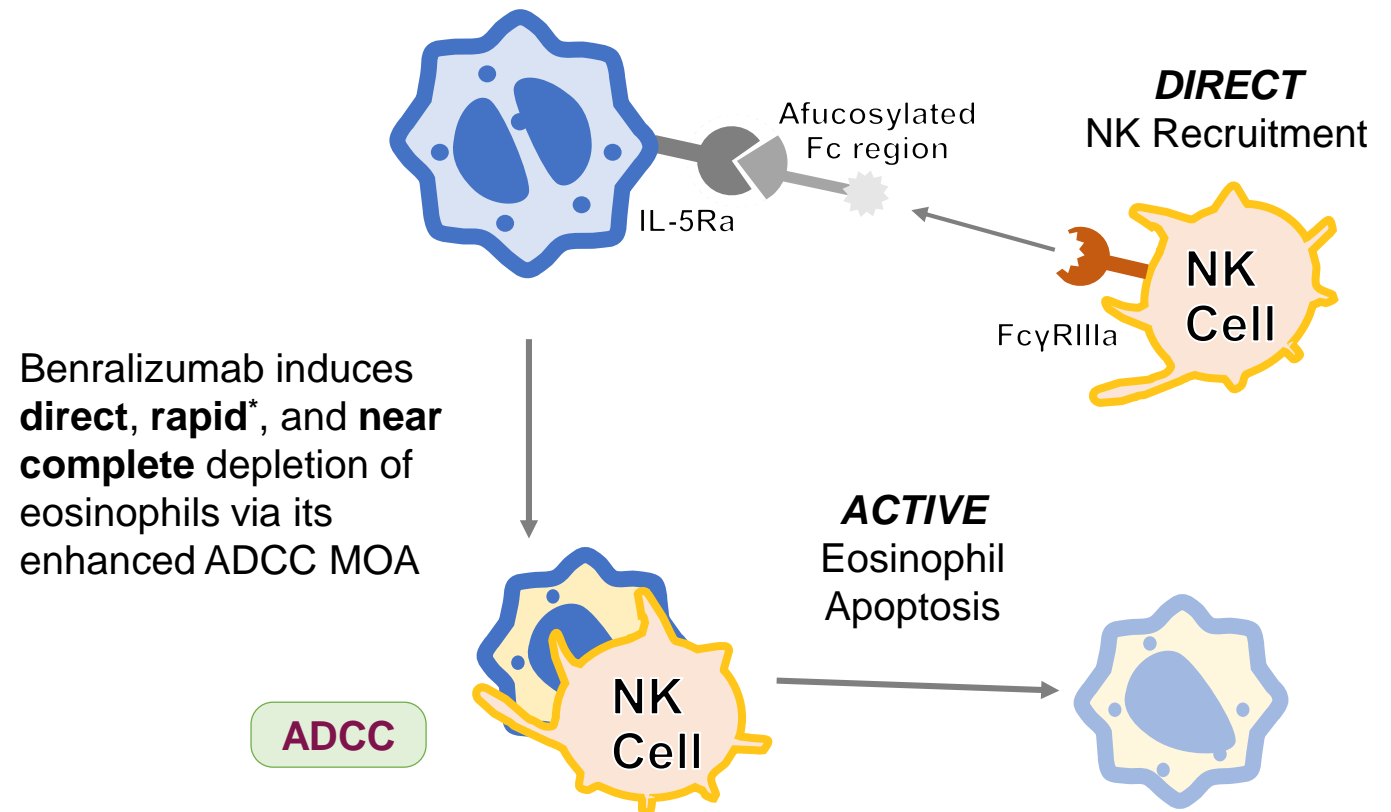 Afucosylated
Fc region
IL-5Ra
DIRECT
NK Recruitment
NK
Cell
FcγRIIIa
Benralizumab induces
direct, rapid*, and near
complete depletion of
eosinophils via its
enhanced ADCC MOA
ACTIVE
Eosinophil
Apoptosis
NK
Cell
ADCC